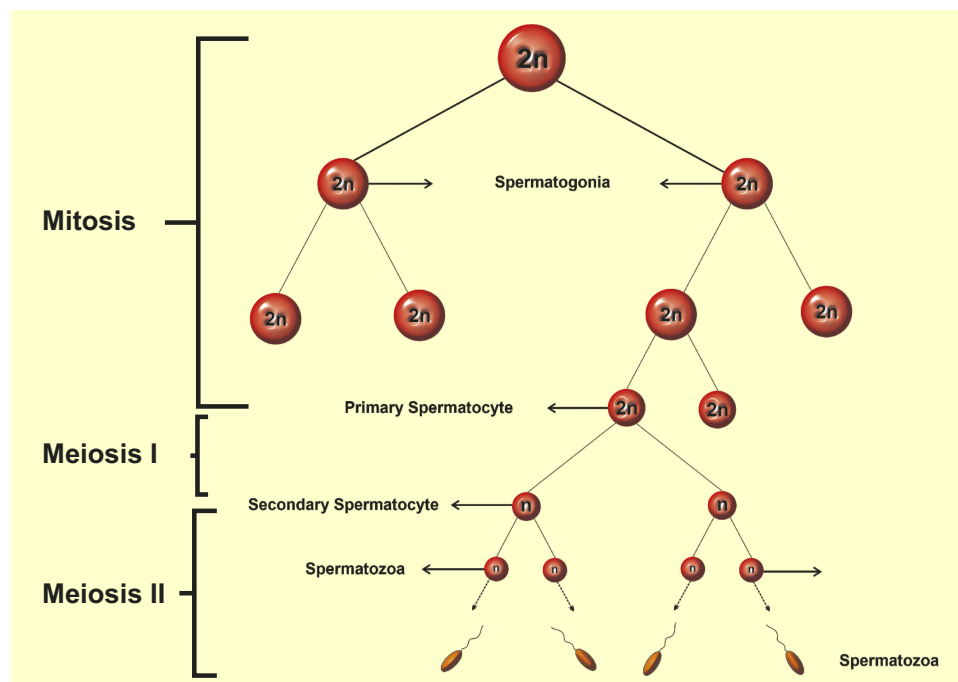 2n
2n Spermatogonia 2n
Mitosis
2n 2n 2n 2n
Primary Spermatocyte 2n 2n
Meiosis I
Secondary Spermatocyte n n
Spermatozoa n n n n
Meiosis II
Spermatozoa